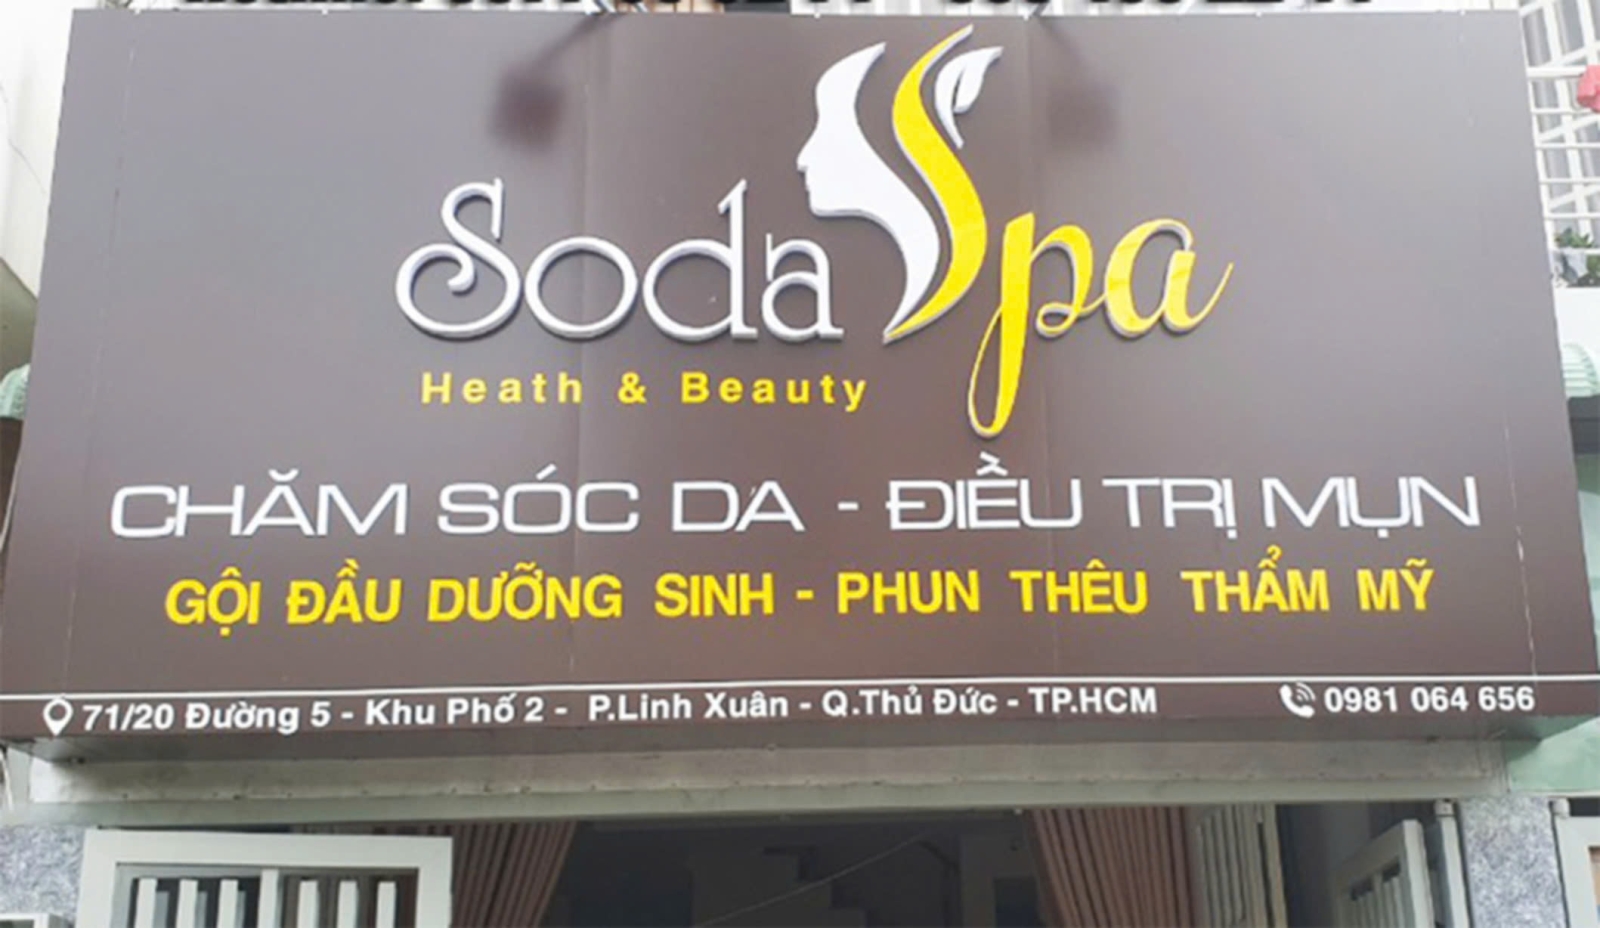 Soda Spa
Heath & Beauty
CHĂM SÓC DA - ĐIỀU TRỊ MỤN
GỘI ĐẦU DƯỠNG SINH - PHUN THÊU THẨM MỸ
71/20 Đường 5 - Khu Phố 2 - P.Linh Xuân - Q.Thủ Đức - TP.HCM 0981 064 656